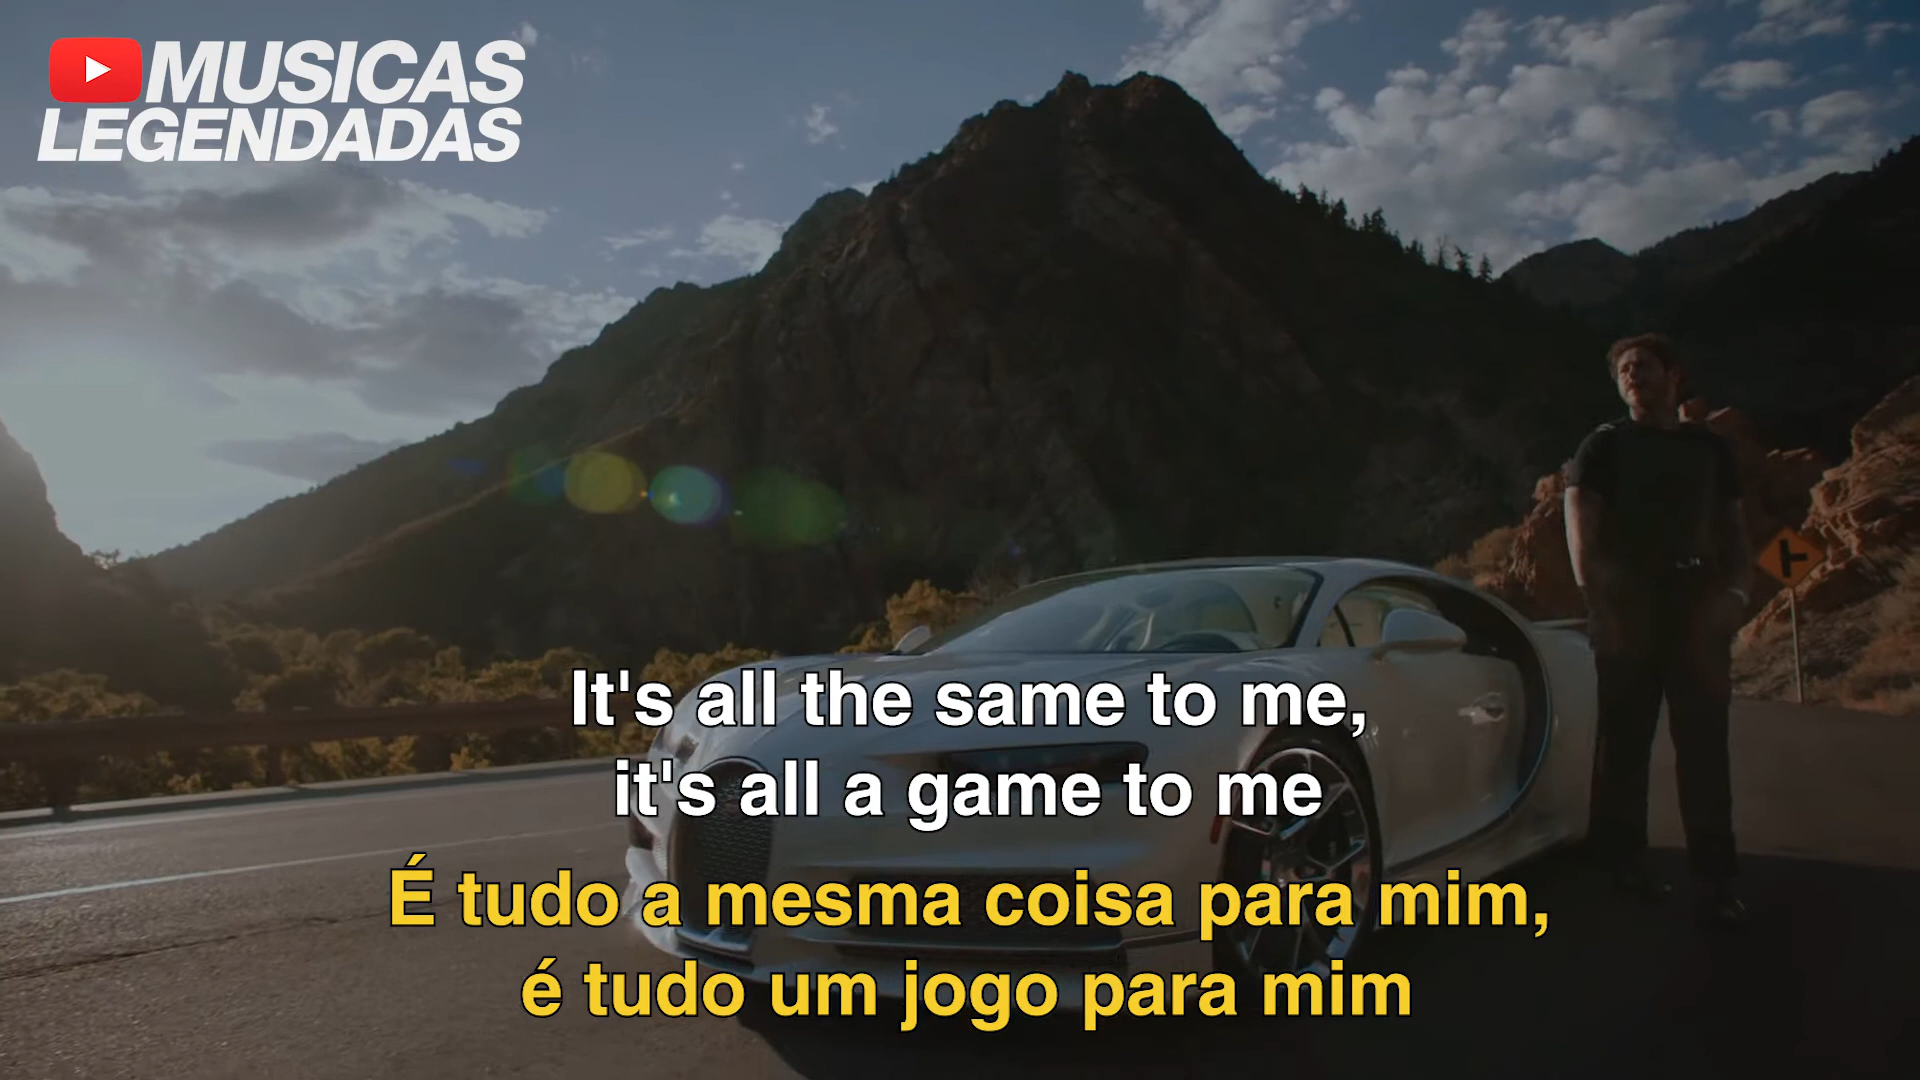 MUSICAS
LEGENDADAS
It's all the same to me,
it's all a game to me
É tudo a mesma coisa para mim,
é tudo um jogo para mim